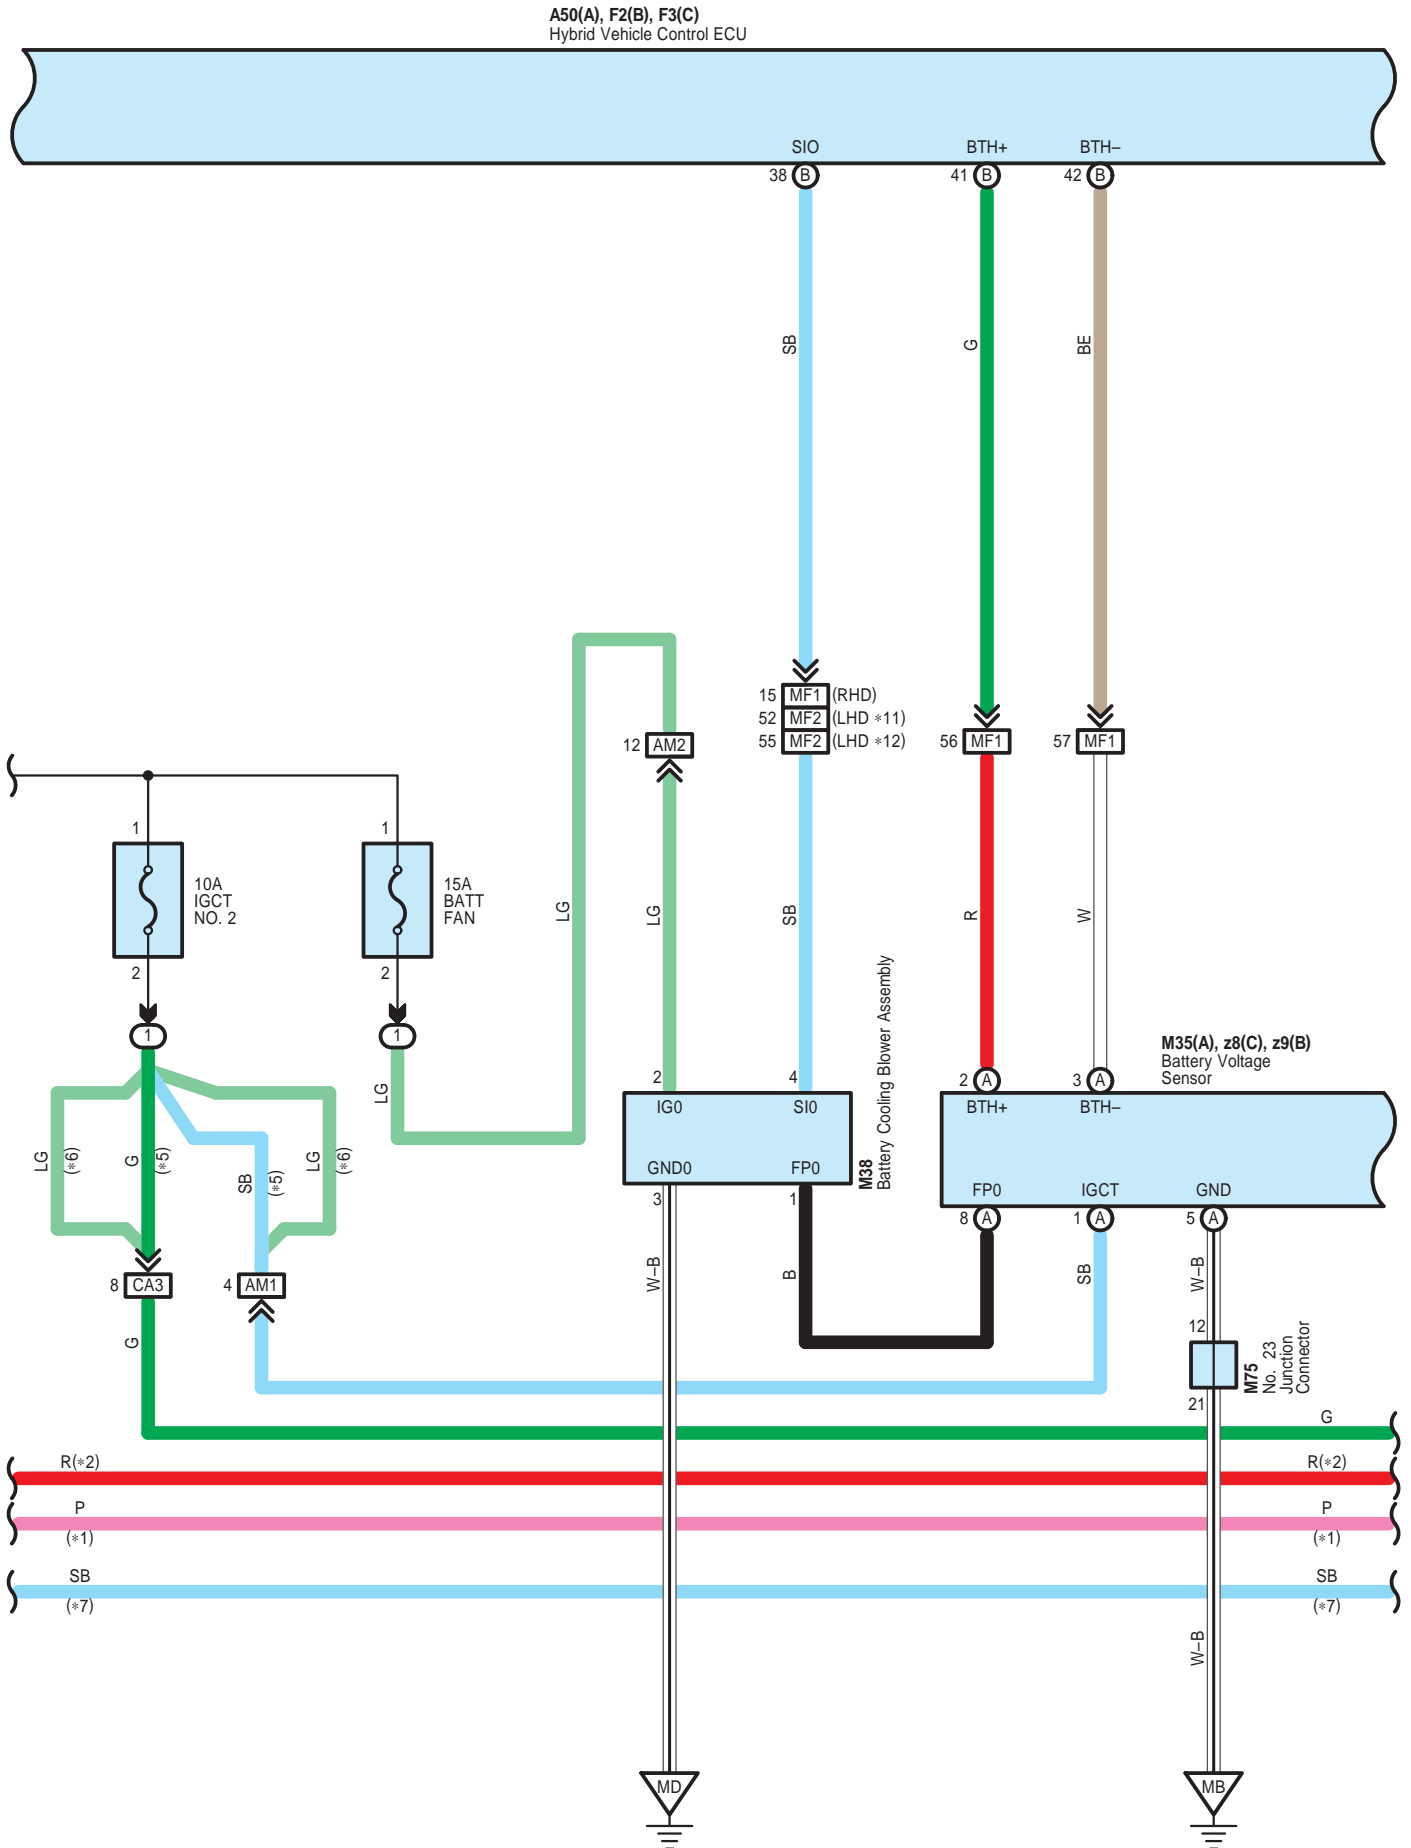 A50(A), F2(B), F3(C)
Hybrid Vehicle Control ECU
SIO
BTH+
BTH–
38 B
41 B
42 B
SB
G
BE
15 MF1 (RHD)
52 MF2 (LHD *11)
55 MF2 (LHD *12)
12 AM2
56 MF1
57 MF1
1
1
10A
IGCT
NO. 2
15A
BATT
FAN
2
2
1
1
LG
LG
SB
R
W
LG
M38
Battery Cooling Blower Assembly
M35(A), z8(C), z9(B)
Battery Voltage
Sensor
2
4
2 A
3 A
IG0
SI0
BTH+
BTH–
GND0
FP0
3
1
FP0
IGCT
GND
8 A
1 A
5 A
LG
(*6)
G
(*5)
SB
(*5)
LG
(*6)
8 CA3
4 AM1
G
W–B
B
SB
W–B
12
M75
No. 23
Junction
Connector
21
G
R(*2)
R(*2)
P
(*1)
P
(*1)
SB
(*7)
SB
(*7)
W–B
MD
MB